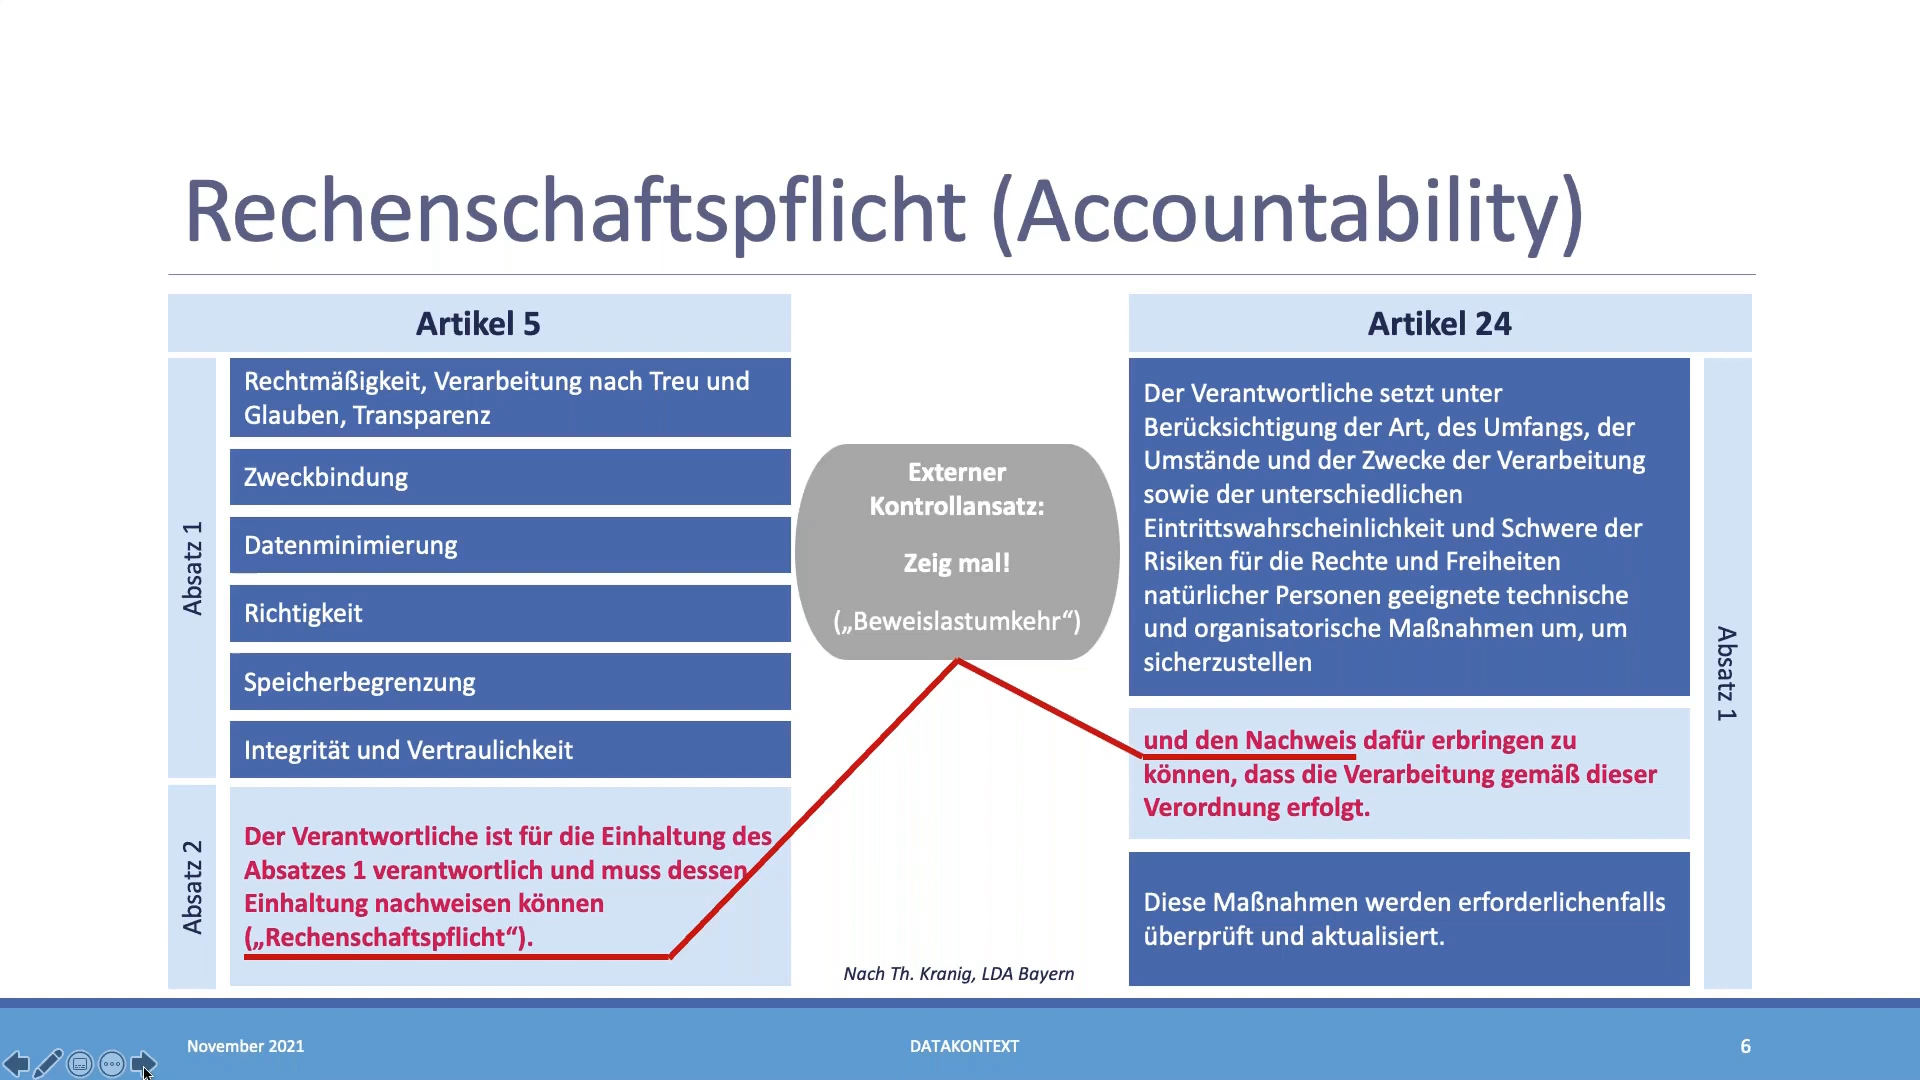 Rechenschaftspflicht (Accountability)
Artikel 5
Absatz 1
Rechtmäßigkeit, Verarbeitung nach Treu und
Glauben, Transparenz
Zweckbindung
Datenminimierung
Richtigkeit
Speicherbegrenzung
Integrität und Vertraulichkeit
Absatz 2
Der Verantwortliche ist für die Einhaltung des
Absatzes 1 verantwortlich und muss dessen
Einhaltung nachweisen können
(„Rechenschaftspflicht“).
Externer
Kontrollansatz:
Zeig mal!
(„Beweislastumkehr“)
Nach Th. Kranig, LDA Bayern
Artikel 24
Der Verantwortliche setzt unter
Berücksichtigung der Art, des Umfangs, der
Umstände und der Zwecke der Verarbeitung
sowie der unterschiedlichen
Eintrittswahrscheinlichkeit und Schwere der
Risiken für die Rechte und Freiheiten
natürlicher Personen geeignete technische
und organisatorische Maßnahmen um, um
sicherzustellen
und den Nachweis dafür erbringen zu
können, dass die Verarbeitung gemäß dieser
Verordnung erfolgt.
Diese Maßnahmen werden erforderlichenfalls
überprüft und aktualisiert.
Absatz 1
November 2021
DATAKONTEXT
6